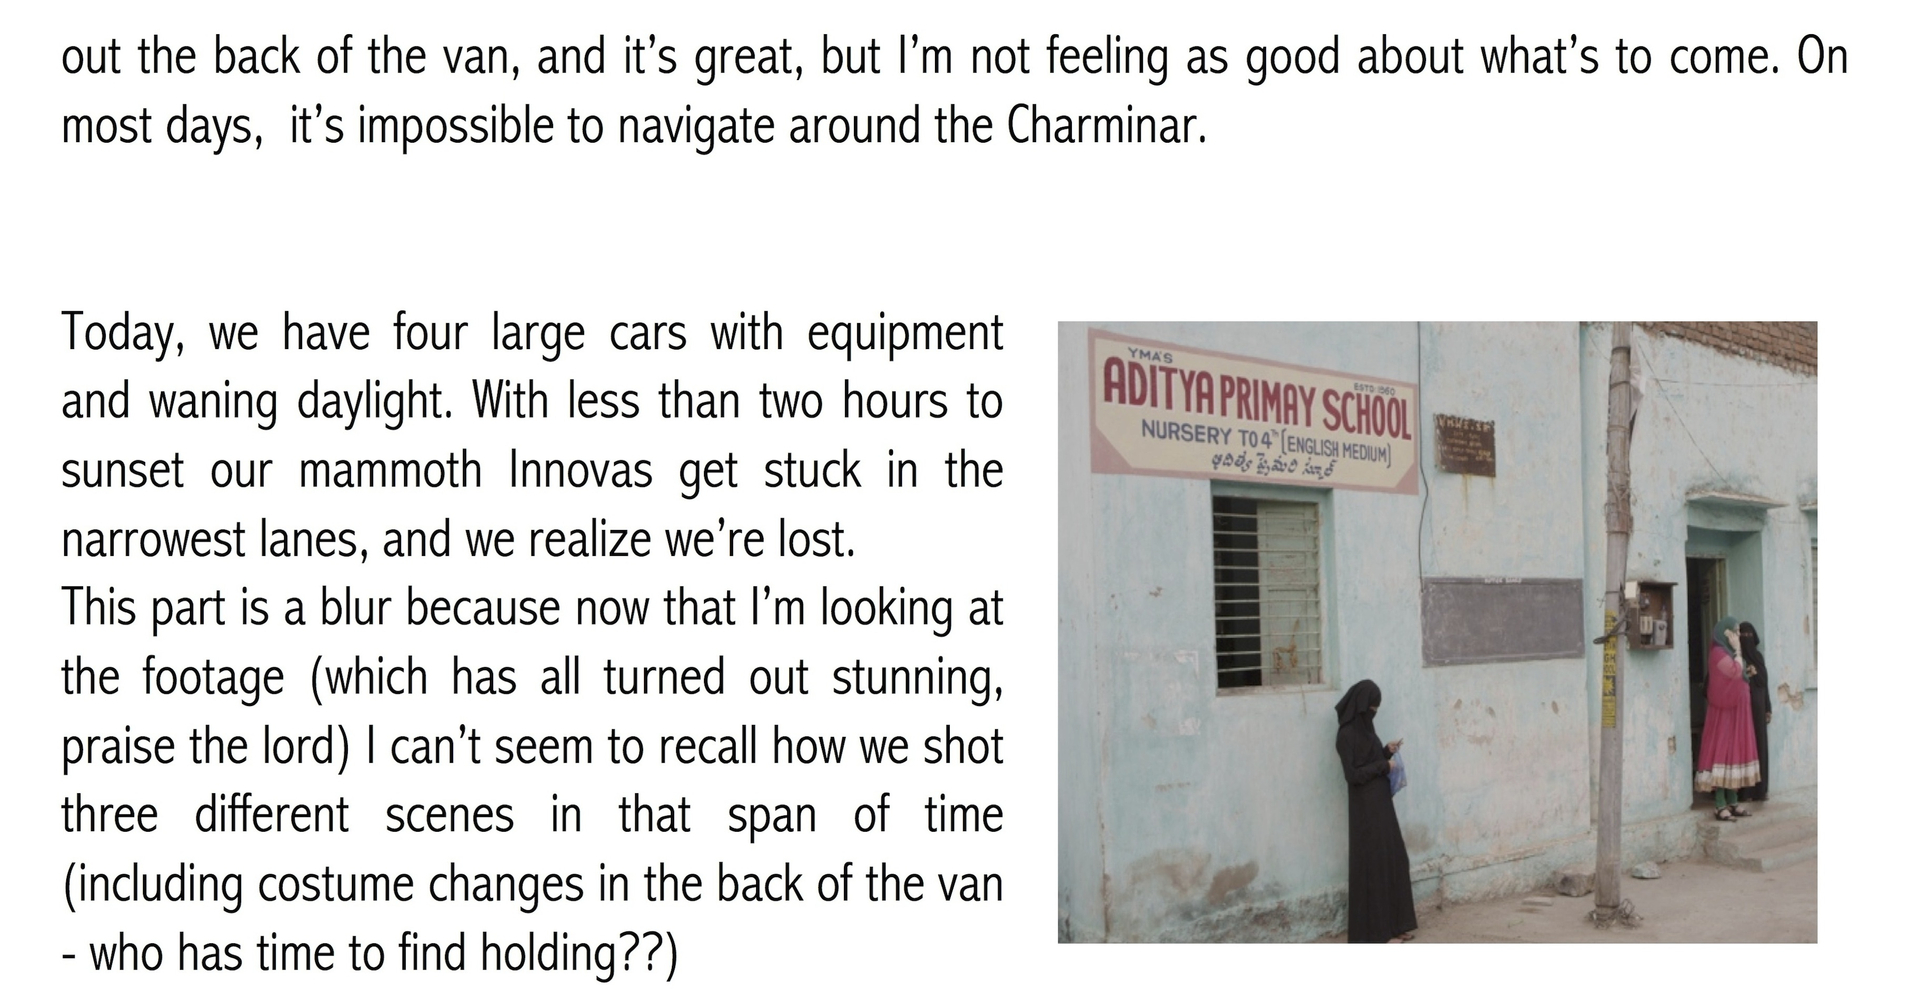 out the back of the van, and it's great, but I'm not feeling as good about what's to come. On
most days,  it's impossible to navigate around the Charminar.
Today, we have four large cars with equipment
and waning daylight. With less than two hours to
sunset our mammoth Innovas get stuck in the
narrowest lanes, and we realize we're lost.
This part is a blur because now that I'm looking at
the footage (which has all turned out stunning,
praise the lord) I can't seem to recall how we shot
three different scenes in that span of time
(including costume changes in the back of the van
- who has time to find holding??)
YMA'S
ESTD: 1960
ADITYA PRIMAY SCHOOL
NURSERY TO 4TH (ENGLISH MEDIUM)
ఆదిత్య ప్రైమరి స్కూల్